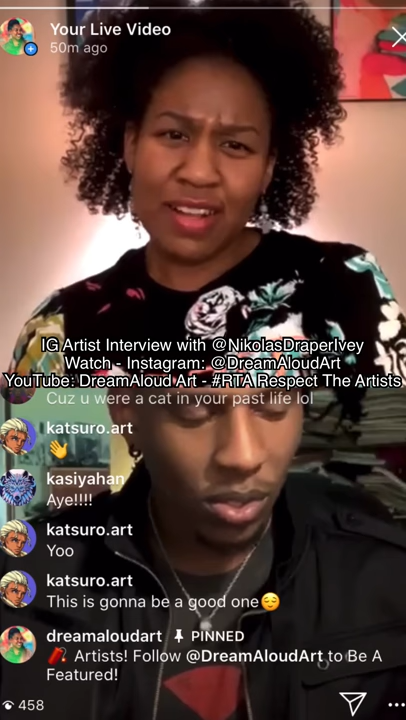 Your Live Video
50m ago
IG Artist Interview with @NikolasDraperIvey
Watch - Instagram: @DreamAloudArt
YouTube: DreamAloud Art - #RTA Respect The Artists
Cuz u were a cat in your past life lol
katsuro.art
👋
kasiyahan_
Aye!!!!
katsuro.art
Yoo
katsuro.art
This is gonna be a good one😌
dreamaloudart PINNED
🧨 Artists! Follow @DreamAloudArt to Be A
Featured!
458